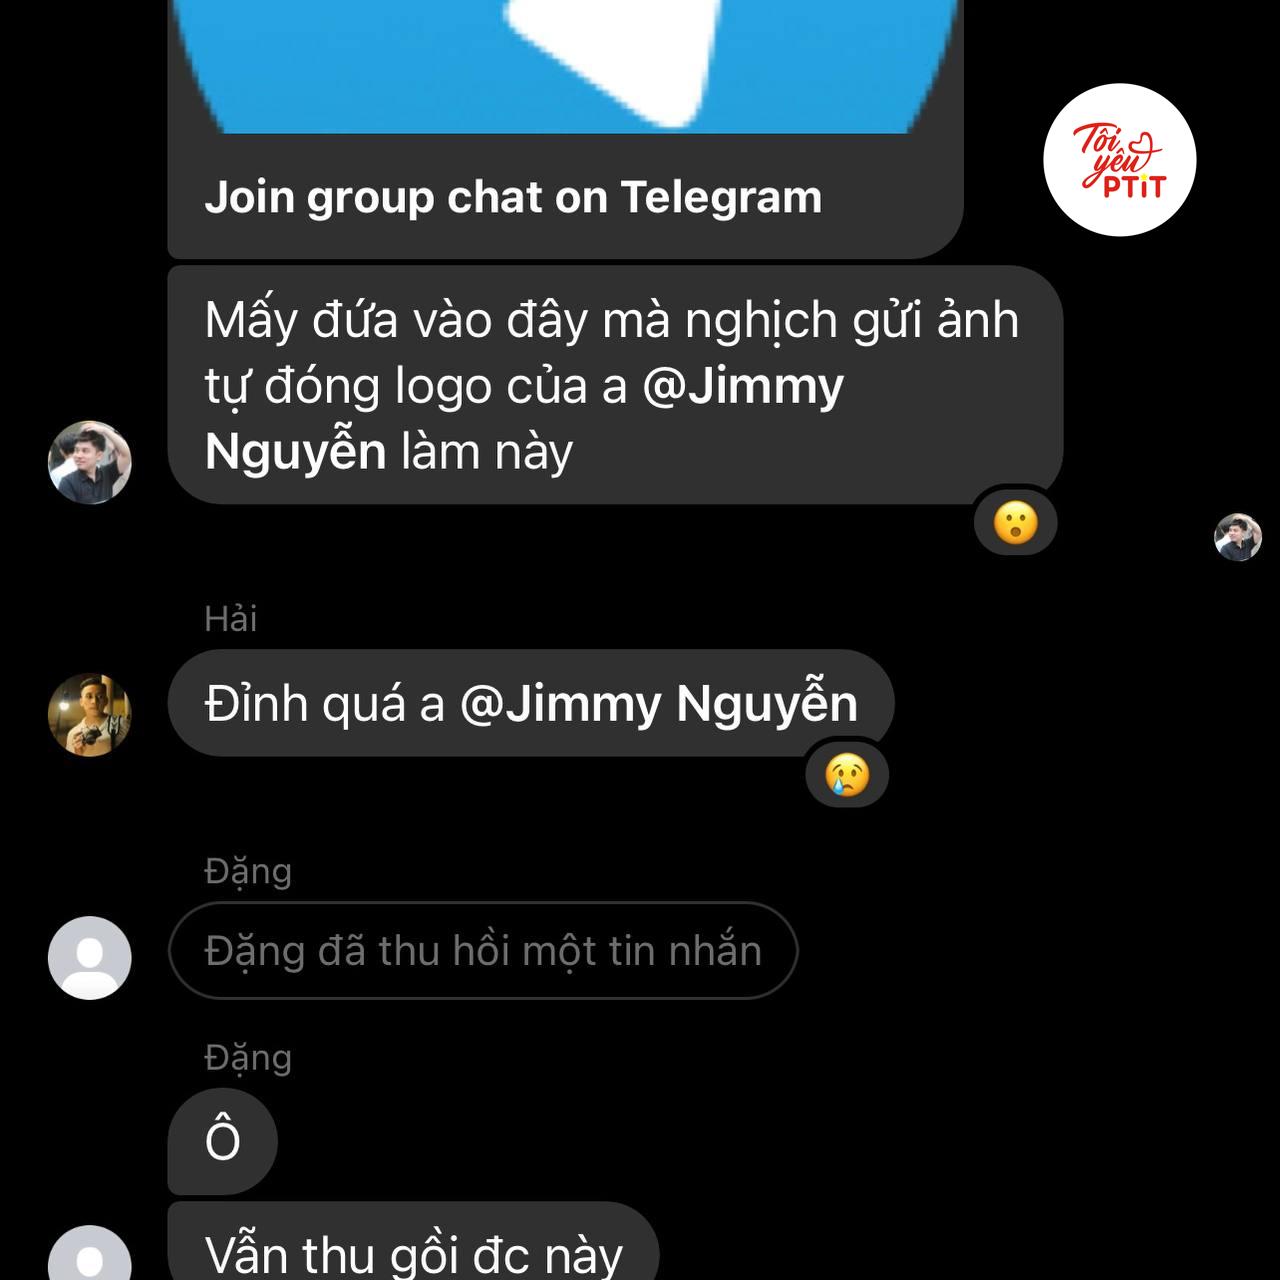 Join group chat on Telegram
Tôi
yêu
PTiT
Mấy đứa vào đây mà nghịch gửi ảnh
tự đóng logo của a @Jimmy
Nguyễn làm này
Hải
Đỉnh quá a @Jimmy Nguyễn
Đặng
Đặng đã thu hồi một tin nhắn
Đặng
Ô
Vẫn thu gồi đc này